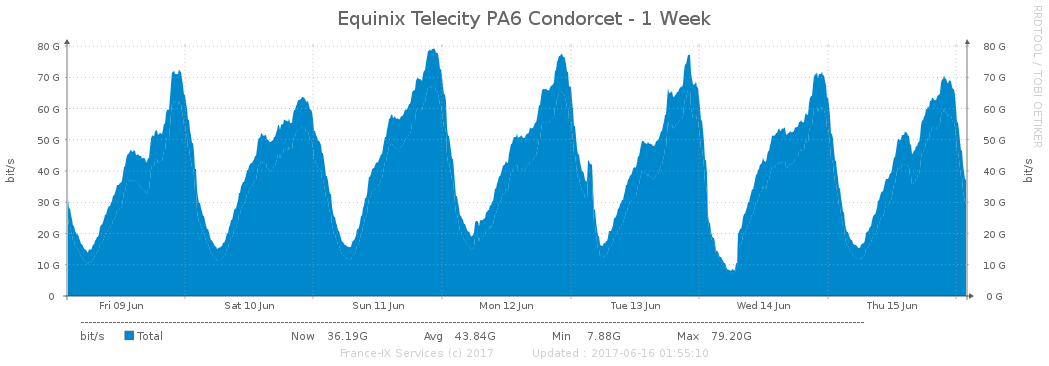 Equinix Telecity PA6 Condorcet - 1 Week
RRDTOOL / TOBI OETIKER
bit/s
80 G
70 G
60 G
50 G
40 G
30 G
20 G
10 G
0
80 G
70 G
60 G
50 G
40 G
30 G
20 G
10 G
0 G
bit/s
Fri 09 Jun Sat 10 Jun Sun 11 Jun Mon 12 Jun Tue 13 Jun Wed 14 Jun Thu 15 Jun
bit/s Total Now 36.19G Avg 43.84G Min 7.88G Max 79.20G
France-IX Services (c) 2017 Updated : 2017-06-16 01:55:10